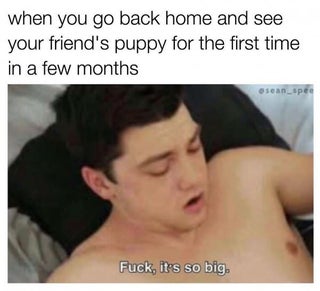 when you go back home and see
your friend's puppy for the first time
in a few months
@sean_spee
Fuck, it's so big.